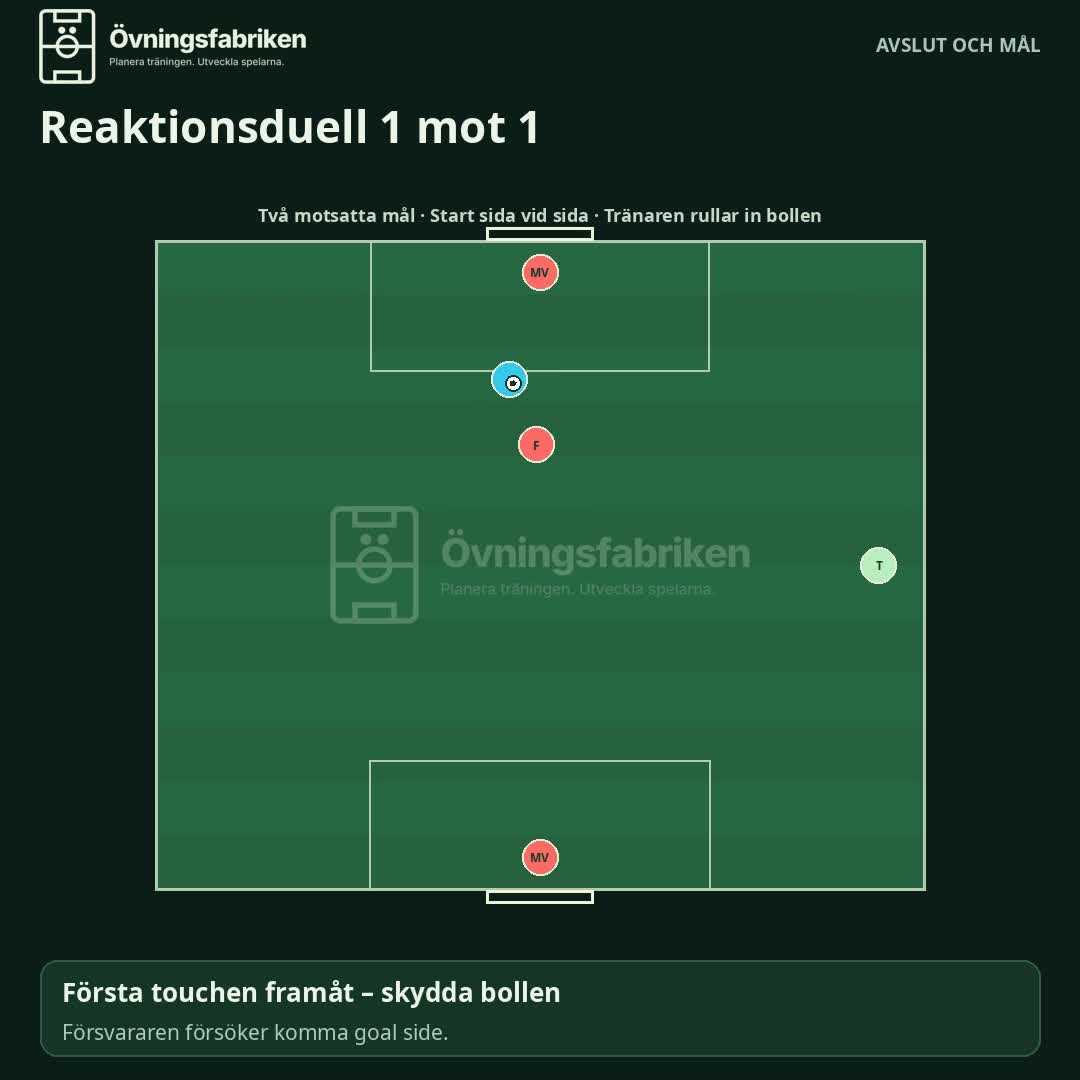 Övningsfabriken
Planera träningen. Utveckla spelarna.
AVSLUT OCH MÅL
Reaktionsduell 1 mot 1
Två motsatta mål · Start sida vid sida · Tränaren rullar in bollen
MV
F
Övningsfabriken
Planera träningen. Utveckla spelarna.
T
MV
Första touchen framåt – skydda bollen
Försvararen försöker komma goal side.